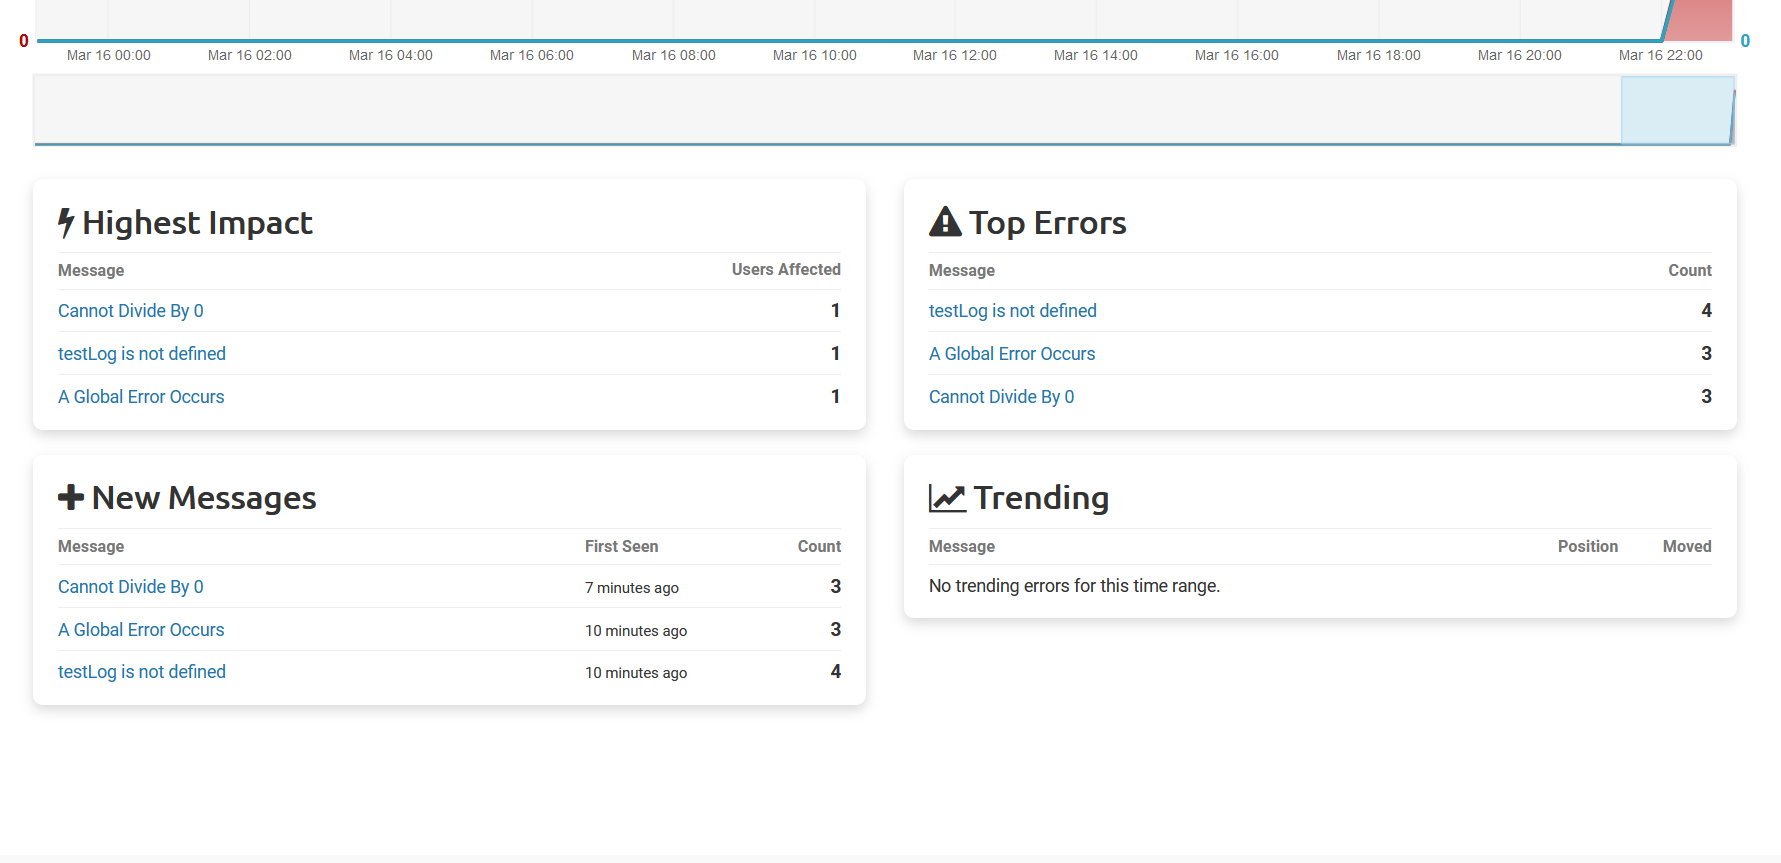 0 0
Mar 16 00:00 Mar 16 02:00 Mar 16 04:00 Mar 16 06:00 Mar 16 08:00 Mar 16 10:00 Mar 16 12:00 Mar 16 14:00 Mar 16 16:00 Mar 16 18:00 Mar 16 20:00 Mar 16 22:00
Highest Impact
Message Users Affected
Cannot Divide By 0 1
testLog is not defined 1
A Global Error Occurs 1
Top Errors
Message Count
testLog is not defined 4
A Global Error Occurs 3
Cannot Divide By 0 3
New Messages
Message First Seen Count
Cannot Divide By 0 7 minutes ago 3
A Global Error Occurs 10 minutes ago 3
testLog is not defined 10 minutes ago 4
Trending
Message Position Moved
No trending errors for this time range.